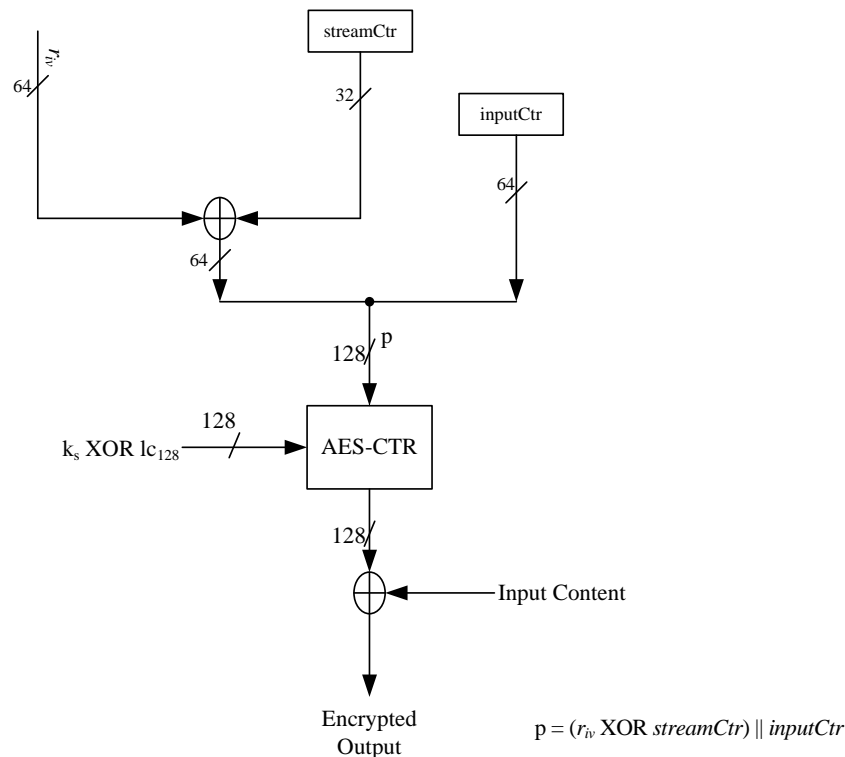 streamCtr
r_iv
64
32
inputCtr
64
64
p
128
128
k_s XOR lc_128
AES-CTR
128
Input Content
Encrypted
Output
p = (r_iv XOR streamCtr) || inputCtr